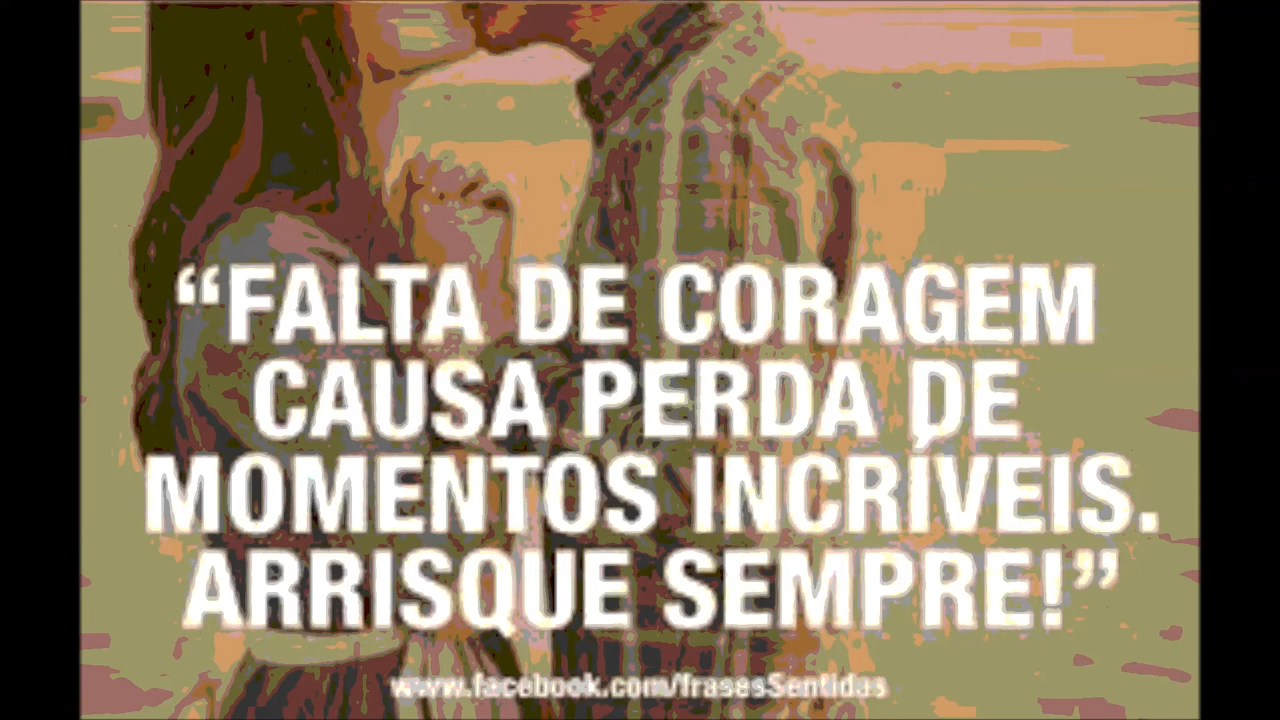 “FALTA DE CORAGEM
CAUSA PERDA DE
MOMENTOS INCRÍVEIS.
ARRISQUE SEMPRE!”
www.facebook.com/frasesSentidas